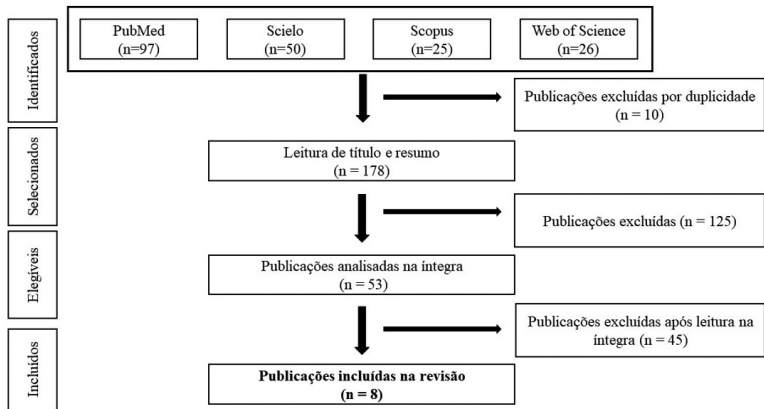 PubMed
(n=97)
Scielo
(n=50)
Scopus
(n=25)
Web of Science
(n=26)
Identificados
Publicações excluídas por duplicidade
(n = 10)
Selecionados
Leitura de título e resumo
(n = 178)
Publicações excluídas (n = 125)
Elegíveis
Publicações analisadas na íntegra
(n = 53)
Publicações excluídas após leitura na
íntegra (n = 45)
Incluidos
Publicações incluídas na revisão
(n = 8)